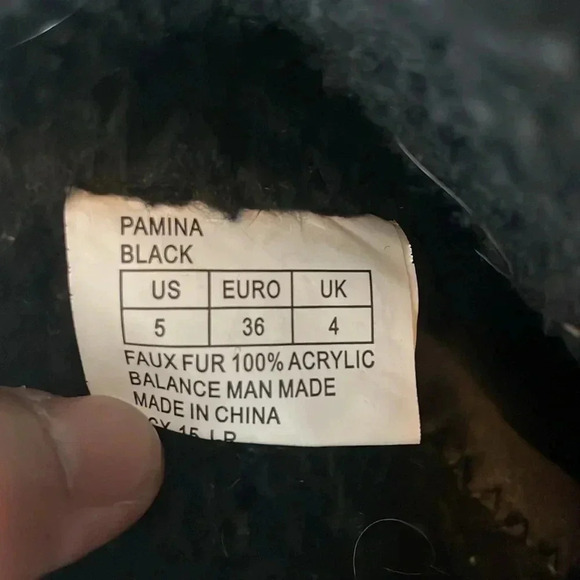 PAMINA
BLACK
US EURO UK
5 36 4
FAUX FUR 100% ACRYLIC
BALANCE MAN MADE
MADE IN CHINA